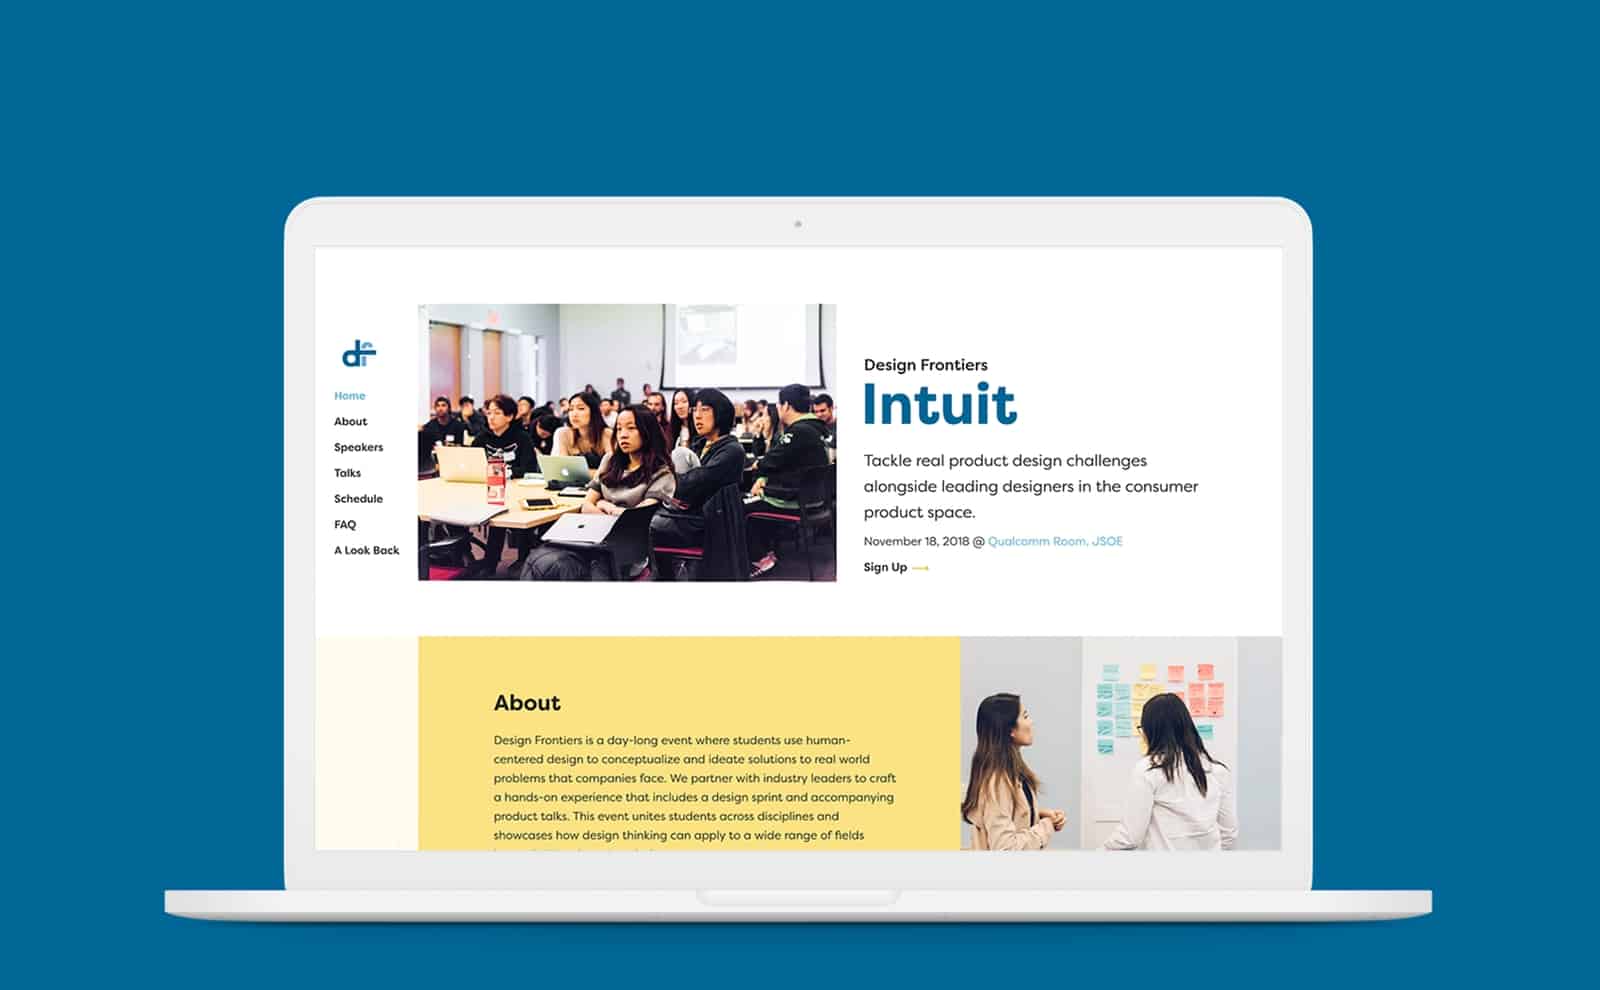 df
Home
About
Speakers
Talks
Schedule
FAQ
A Look Back
Design Frontiers
Intuit
Tackle real product design challenges
alongside leading designers in the consumer
product space.
November 18, 2018 @ Qualcomm Room, JSOE
Sign Up
About
Design Frontiers is a day-long event where students use human-
centered design to conceptualize and ideate solutions to real world
problems that companies face. We partner with industry leaders to craft
a hands-on experience that includes a design sprint and accompanying
product talks. This event unites students across disciplines and
showcases how design thinking can apply to a wide range of fields